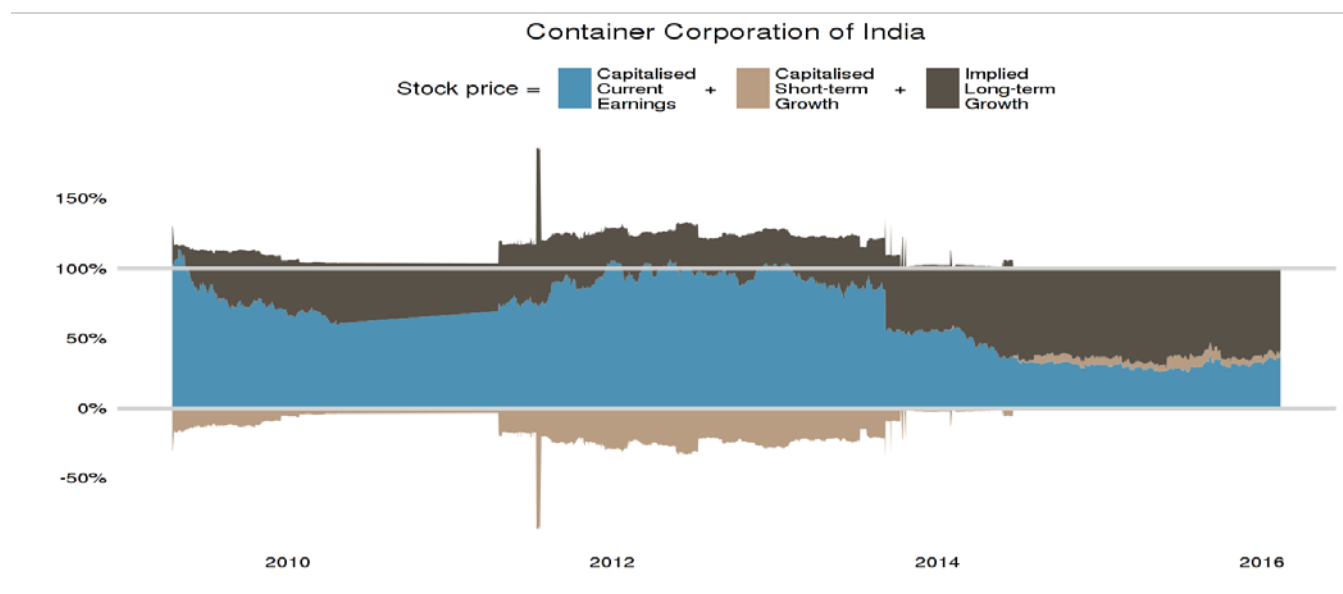 Container Corporation of India
Stock price =
Capitalised
Current
Earnings
+
Capitalised
Short-term
Growth
+
Implied
Long-term
Growth
150%
100%
50%
0%
-50%
2010
2012
2014
2016